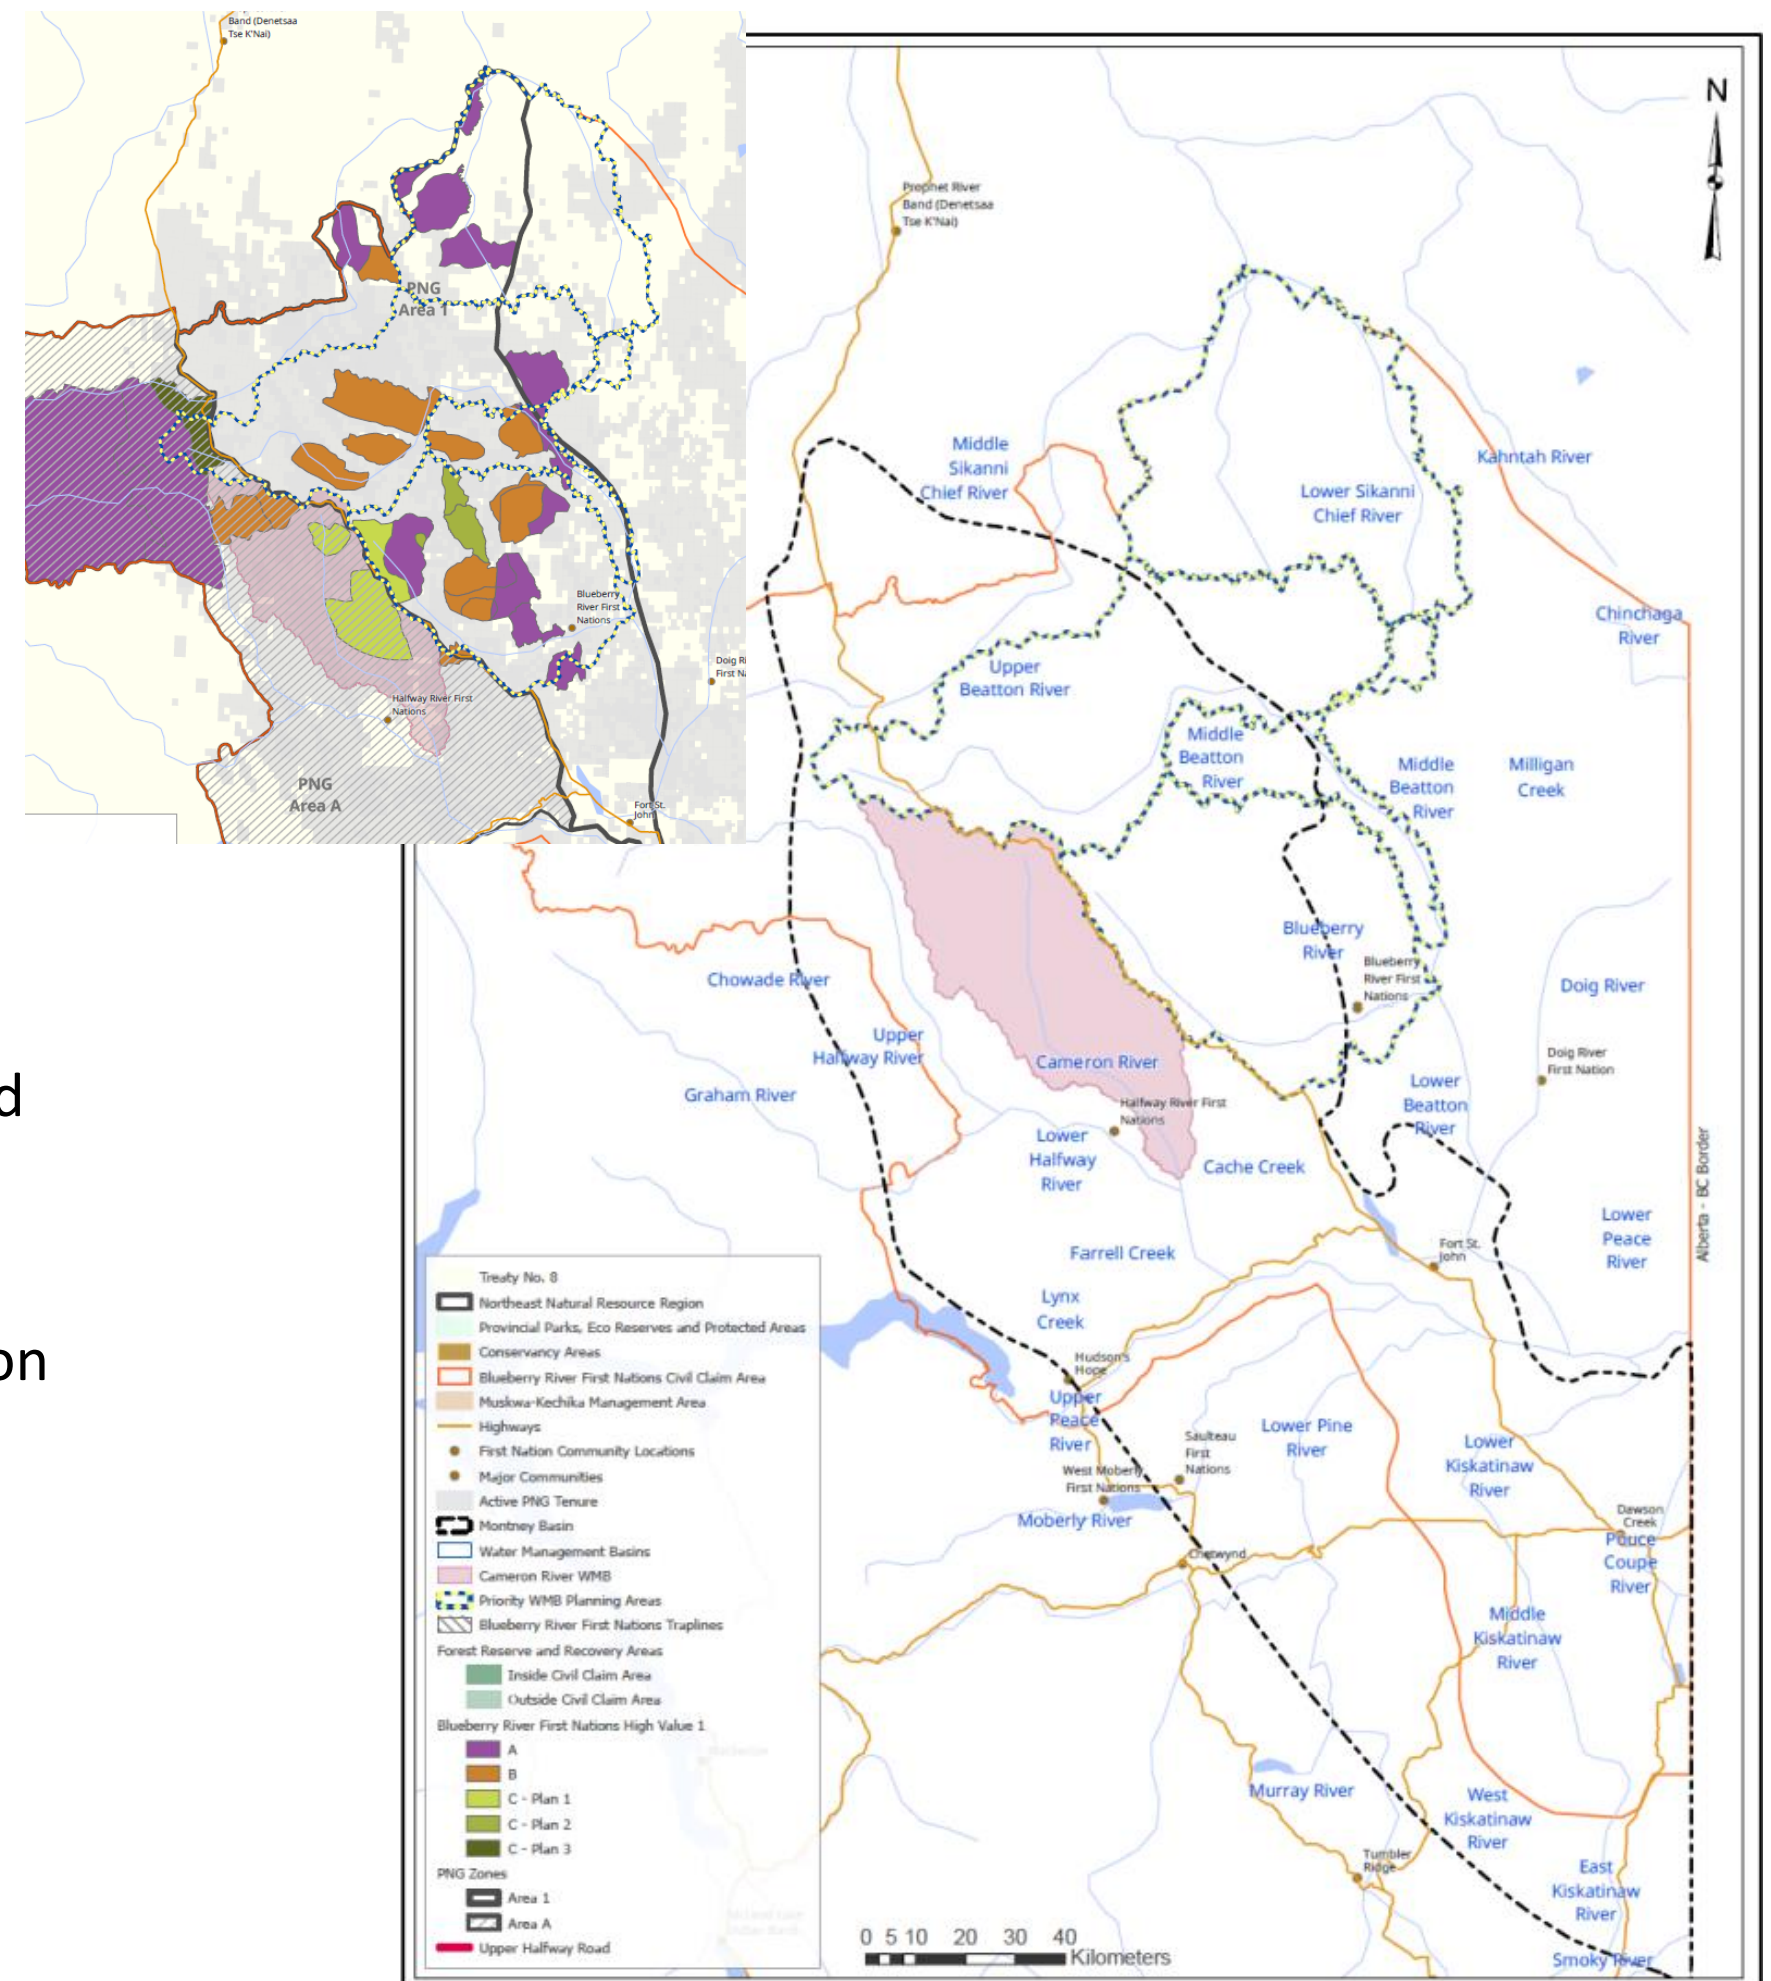 Band (Denetsaa
Tse K'Nai)
PNG
Area 1
Blueberry
River First
Nations
Doig Ri
First Na
Halfway River First
Nations
PNG
Area A
Fort St.
John
N
Prophet River
Band (Denetsaa
Tse K'Nai)
Middle
Sikanni
Chief River
Kahntah River
Lower Sikanni
Chief River
Chinchaga
River
Upper
Beatton River
Middle
Beatton
River
Middle
Beatton
River
Milligan
Creek
Blueberry
River
Blueberry
River First
Nations
Chowade River
Doig River
Upper
Halfway River
Cameron River
Doig River
First Nation
Graham River
Lower
Beatton
River
Halfway River First
Nations
Lower
Halfway
River
Cache Creek
Alberta - BC Border
Lower
Peace
River
Farrell Creek
Fort St.
John
Lynx
Creek
Hudson's
Hope
Upper
Peace
River
Lower Pine
River
Saulteau
First
Nations
Lower
Kiskatinaw
River
West Moberly
First Nations
Moberly River
Dawson
Creek
Pouce
Coupe
River
Chetwynd
Middle
Kiskatinaw
River
Murray River
West
Kiskatinaw
River
Tumbler
Ridge
East
Kiskatinaw
River
Smoky River
d
on
Treaty No. 8
Northeast Natural Resource Region
Provincial Parks, Eco Reserves and Protected Areas
Conservancy Areas
Blueberry River First Nations Civil Claim Area
Muskwa-Kechika Management Area
Highways
First Nation Community Locations
Major Communities
Active PNG Tenure
Montney Basin
Water Management Basins
Cameron River WMB
Priority WMB Planning Areas
Blueberry River First Nations Traplines
Forest Reserve and Recovery Areas
Inside Civil Claim Area
Outside Civil Claim Area
Blueberry River First Nations High Value 1
A
B
C - Plan 1
C - Plan 2
C - Plan 3
PNG Zones
Area 1
Area A
Upper Halfway Road
0 5 10 20 30 40
Kilometers